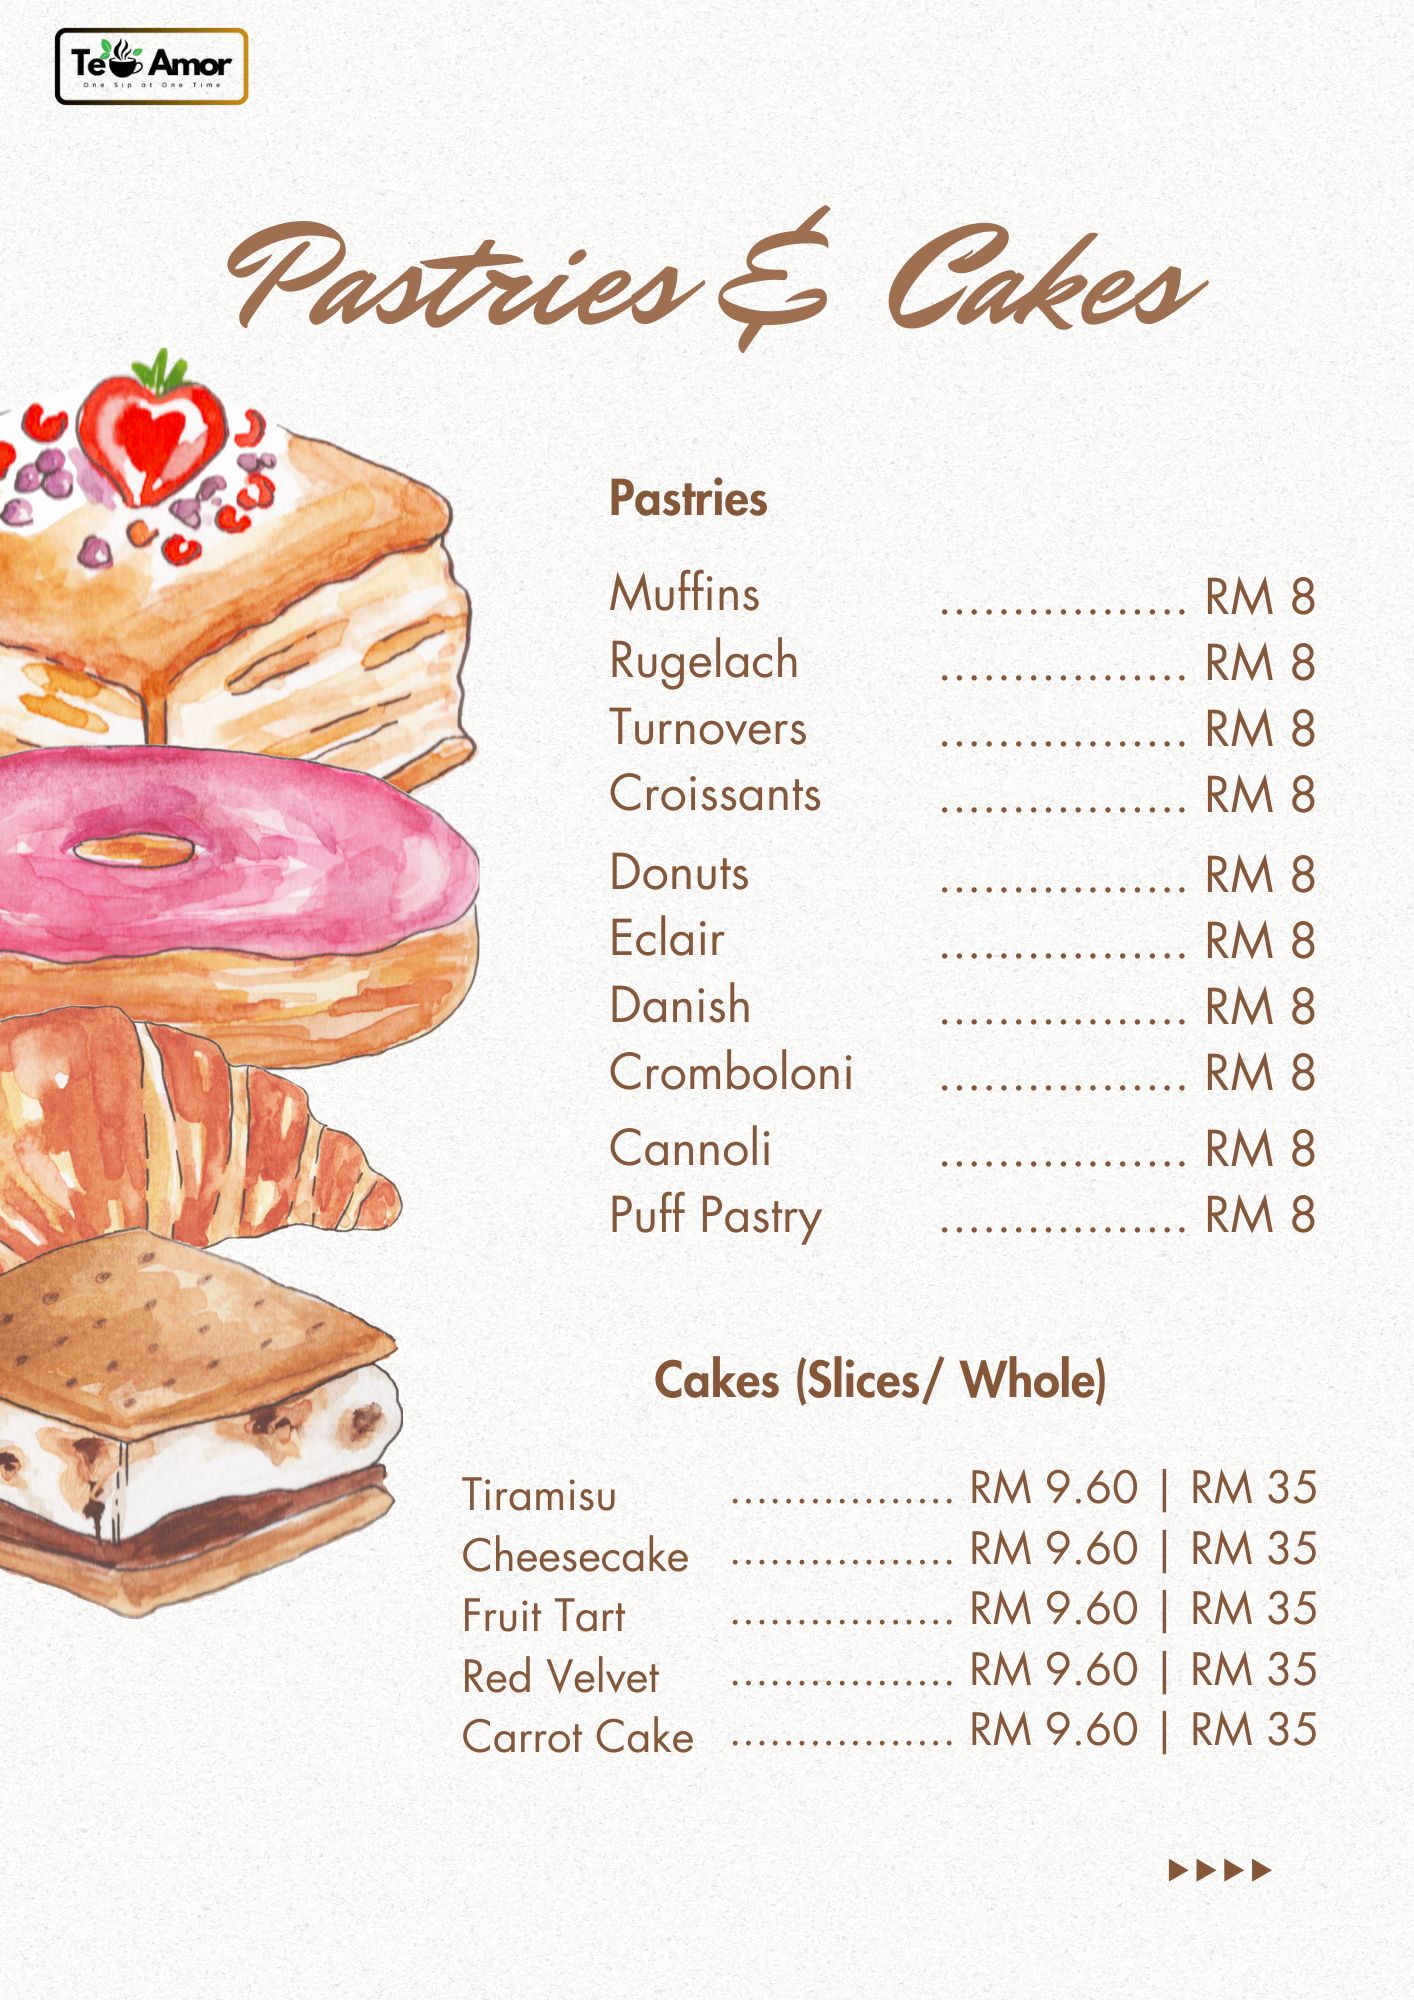 Te Amor
One Sip at One Time
Pastries & Cakes
Pastries
Muffins ................. RM 8
Rugelach ................. RM 8
Turnovers ................. RM 8
Croissants ................. RM 8
Donuts ................. RM 8
Eclair ................. RM 8
Danish ................. RM 8
Cromboloni ................. RM 8
Cannoli ................. RM 8
Puff Pastry ................. RM 8
Cakes (Slices/ Whole)
Tiramisu ................. RM 9.60 | RM 35
Cheesecake ................. RM 9.60 | RM 35
Fruit Tart ................. RM 9.60 | RM 35
Red Velvet ................. RM 9.60 | RM 35
Carrot Cake ................. RM 9.60 | RM 35